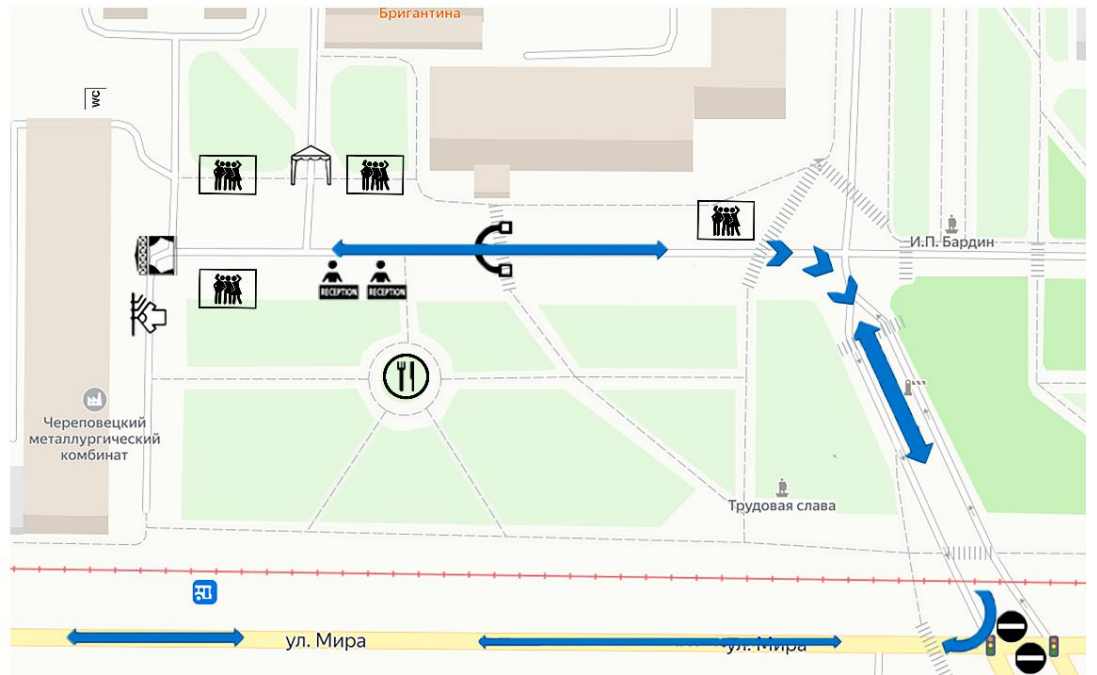 Бригантина
WC
И.П. Бардин
RECEPTION RECEPTION
Череповецкий
металлургический
комбинат
Трудовая слава
ул. Мира
ул. Мира